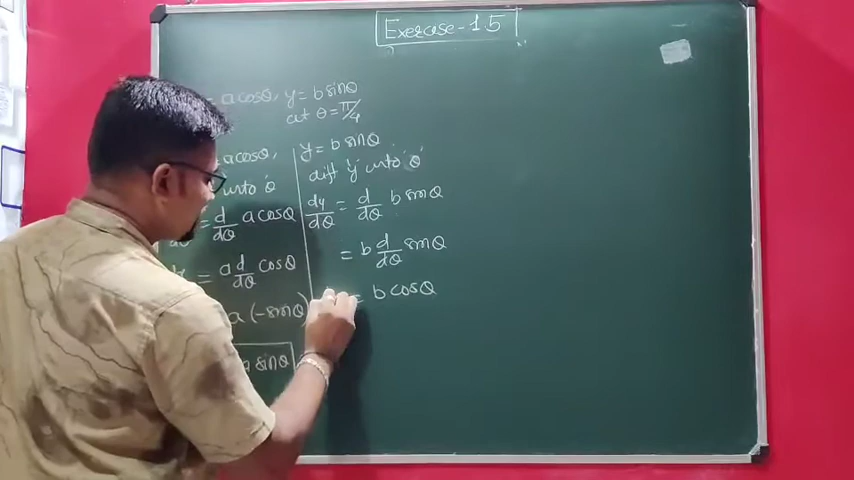 Exercise-1.5
= a cosθ, y = b sinθ
at θ = π/4
a cosθ,
w.r.to θ
= d/dθ a cosθ
= a d/dθ cosθ
a (-sinθ)
sinθ
y = b sinθ
diff 'y' w.r.to 'θ'
dy/dθ = d/dθ b sinθ
= b d/dθ sinθ
= b cosθ